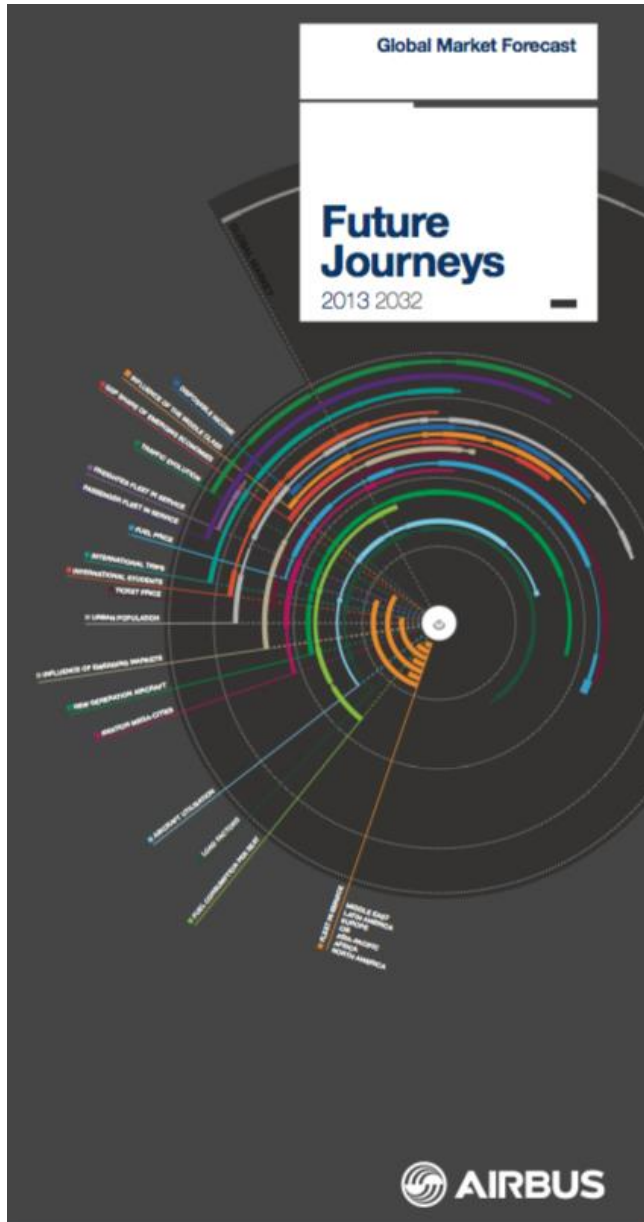 Global Market Forecast
Future
Journeys
2013 2032
GLOBAL MARKET
DISPOSABLE INCOME
INFLUENCE OF THE MIDDLE CLASS
GDP SHARE OF EMERGING ECONOMIES
TRAFFIC EVOLUTION
FREIGHTER FLEET IN SERVICE
PASSENGER FLEET IN SERVICE
FUEL PRICE
INTERNATIONAL TRIPS
INTERNATIONAL STUDENTS
TICKET PRICE
URBAN POPULATION
INFLUENCE OF EMERGING MARKETS
NEW GENERATION AIRCRAFT
AVIATION MEGA-CITIES
AIRCRAFT UTILISATION
LOAD FACTORS
FUEL CONSUMPTION PER SEAT
FLEET IN SERVICE
MIDDLE EAST
LATIN AMERICA
EUROPE
CIS
ASIA-PACIFIC
AFRICA
NORTH AMERICA
AIRBUS